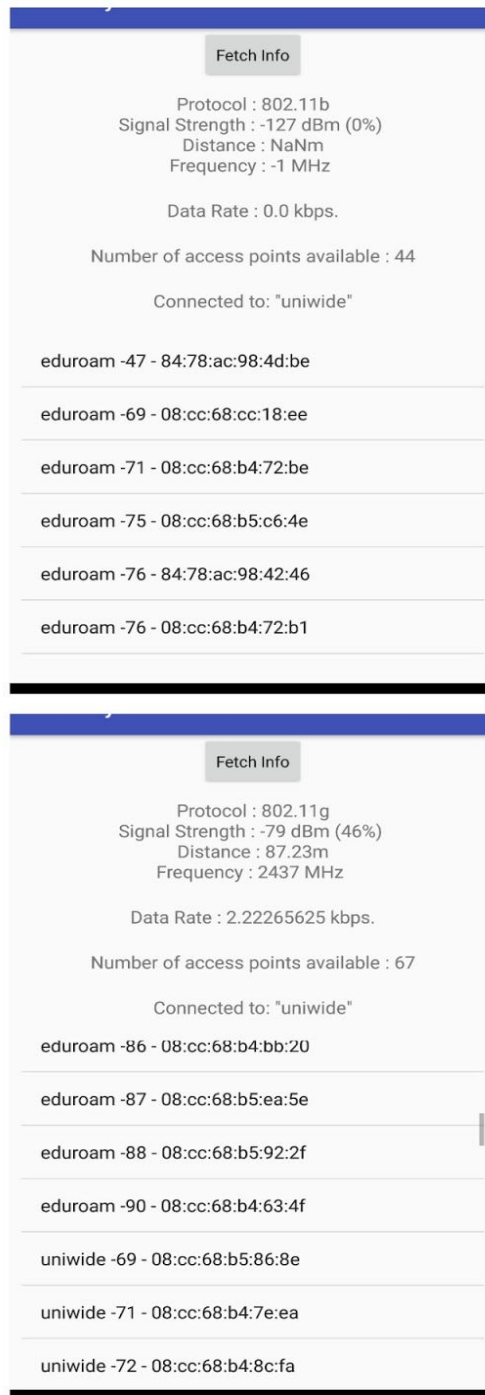 Fetch Info
Protocol : 802.11b
Signal Strength : -127 dBm (0%)
Distance : NaNm
Frequency : -1 MHz
Data Rate : 0.0 kbps.
Number of access points available : 44
Connected to: "uniwide"
eduroam -47 - 84:78:ac:98:4d:be
eduroam -69 - 08:cc:68:cc:18:ee
eduroam -71 - 08:cc:68:b4:72:be
eduroam -75 - 08:cc:68:b5:c6:4e
eduroam -76 - 84:78:ac:98:42:46
eduroam -76 - 08:cc:68:b4:72:b1
Fetch Info
Protocol : 802.11g
Signal Strength : -79 dBm (46%)
Distance : 87.23m
Frequency : 2437 MHz
Data Rate : 2.22265625 kbps.
Number of access points available : 67
Connected to: "uniwide"
eduroam -86 - 08:cc:68:b4:bb:20
eduroam -87 - 08:cc:68:b5:ea:5e
eduroam -88 - 08:cc:68:b5:92:2f
eduroam -90 - 08:cc:68:b4:63:4f
uniwide -69 - 08:cc:68:b5:86:8e
uniwide -71 - 08:cc:68:b4:7e:ea
uniwide -72 - 08:cc:68:b4:8c:fa